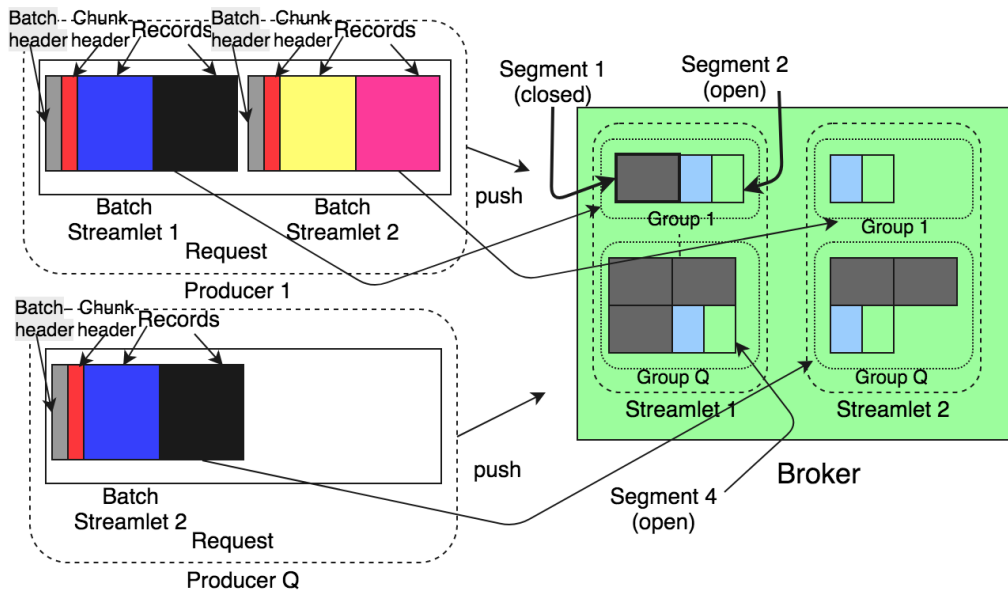 Batch
header
Chunk
header
Records
Batch
header
Chunk
header
Records
Batch
Streamlet 1
Batch
Streamlet 2
Request
Producer 1
push
Segment 1
(closed)
Segment 2
(open)
Group 1
Group 1
Group Q
Group Q
Streamlet 1
Streamlet 2
Broker
Batch
header
Chunk
header
Records
Batch
Streamlet 2
Request
Producer Q
push
Segment 4
(open)